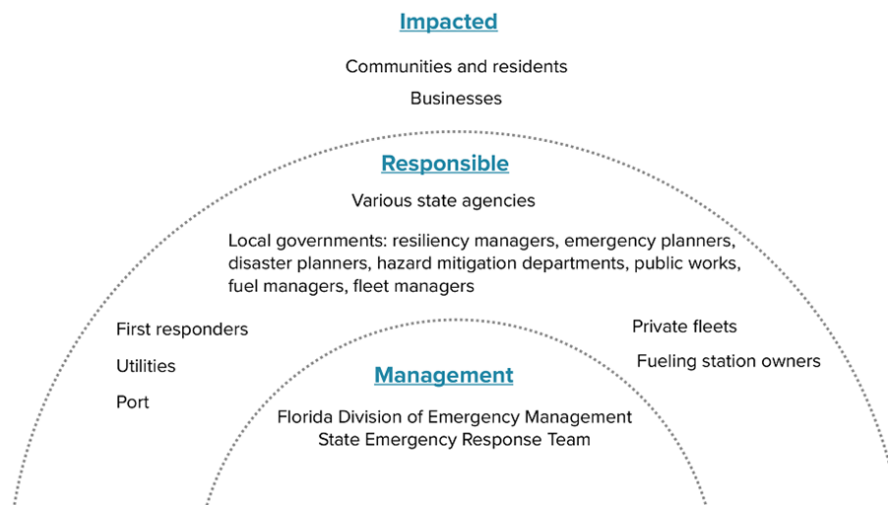 Impacted
Communities and residents
Businesses
Responsible
Various state agencies
Local governments: resiliency managers, emergency planners,
disaster planners, hazard mitigation departments, public works,
fuel managers, fleet managers
First responders
Utilities
Port
Private fleets
Fueling station owners
Management
Florida Division of Emergency Management
State Emergency Response Team